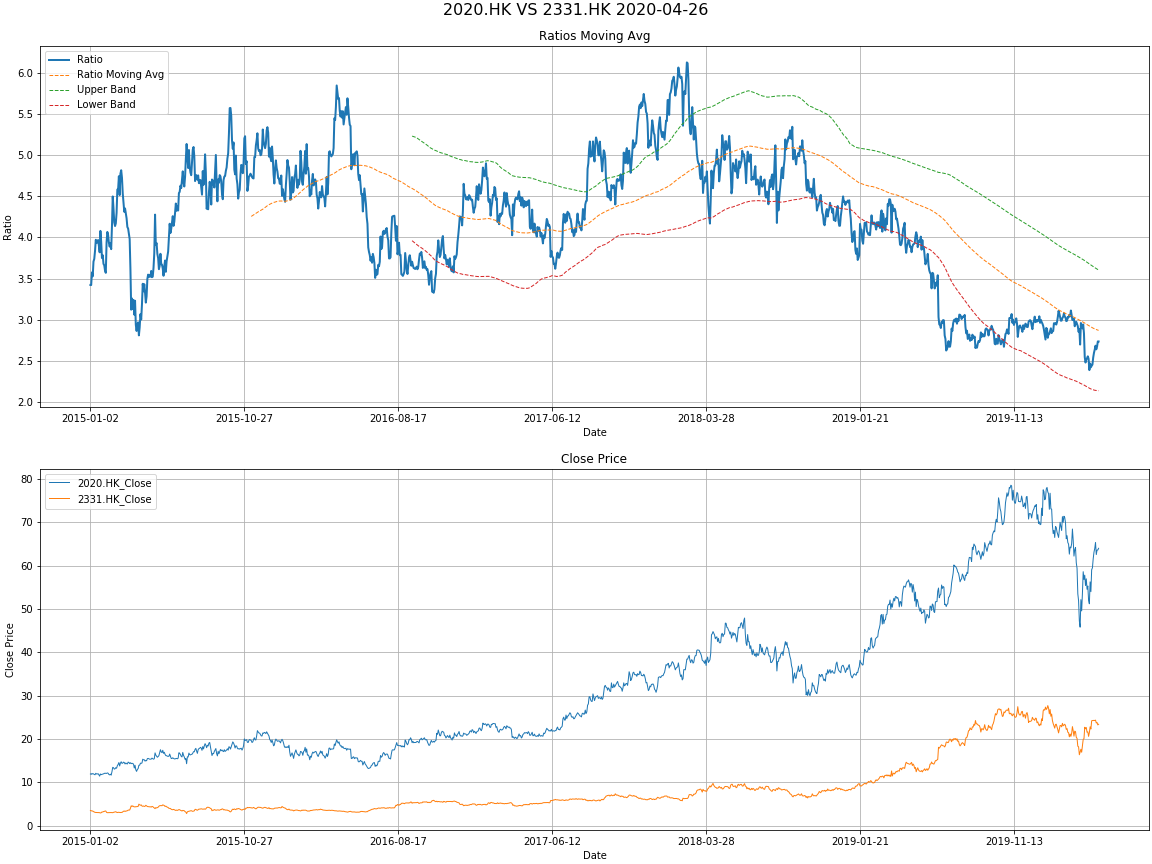 2020.HK VS 2331.HK 2020-04-26
Ratios Moving Avg
Ratio
Ratio Moving Avg
Upper Band
Lower Band
6.0
5.5
5.0
4.5
4.0
3.5
3.0
2.5
2.0
Ratio
2015-01-02 2015-10-27 2016-08-17 2017-06-12 2018-03-28 2019-01-21 2019-11-13
Date
Close Price
2020.HK_Close
2331.HK_Close
80
70
60
50
40
30
20
10
0
Close Price
2015-01-02 2015-10-27 2016-08-17 2017-06-12 2018-03-28 2019-01-21 2019-11-13
Date